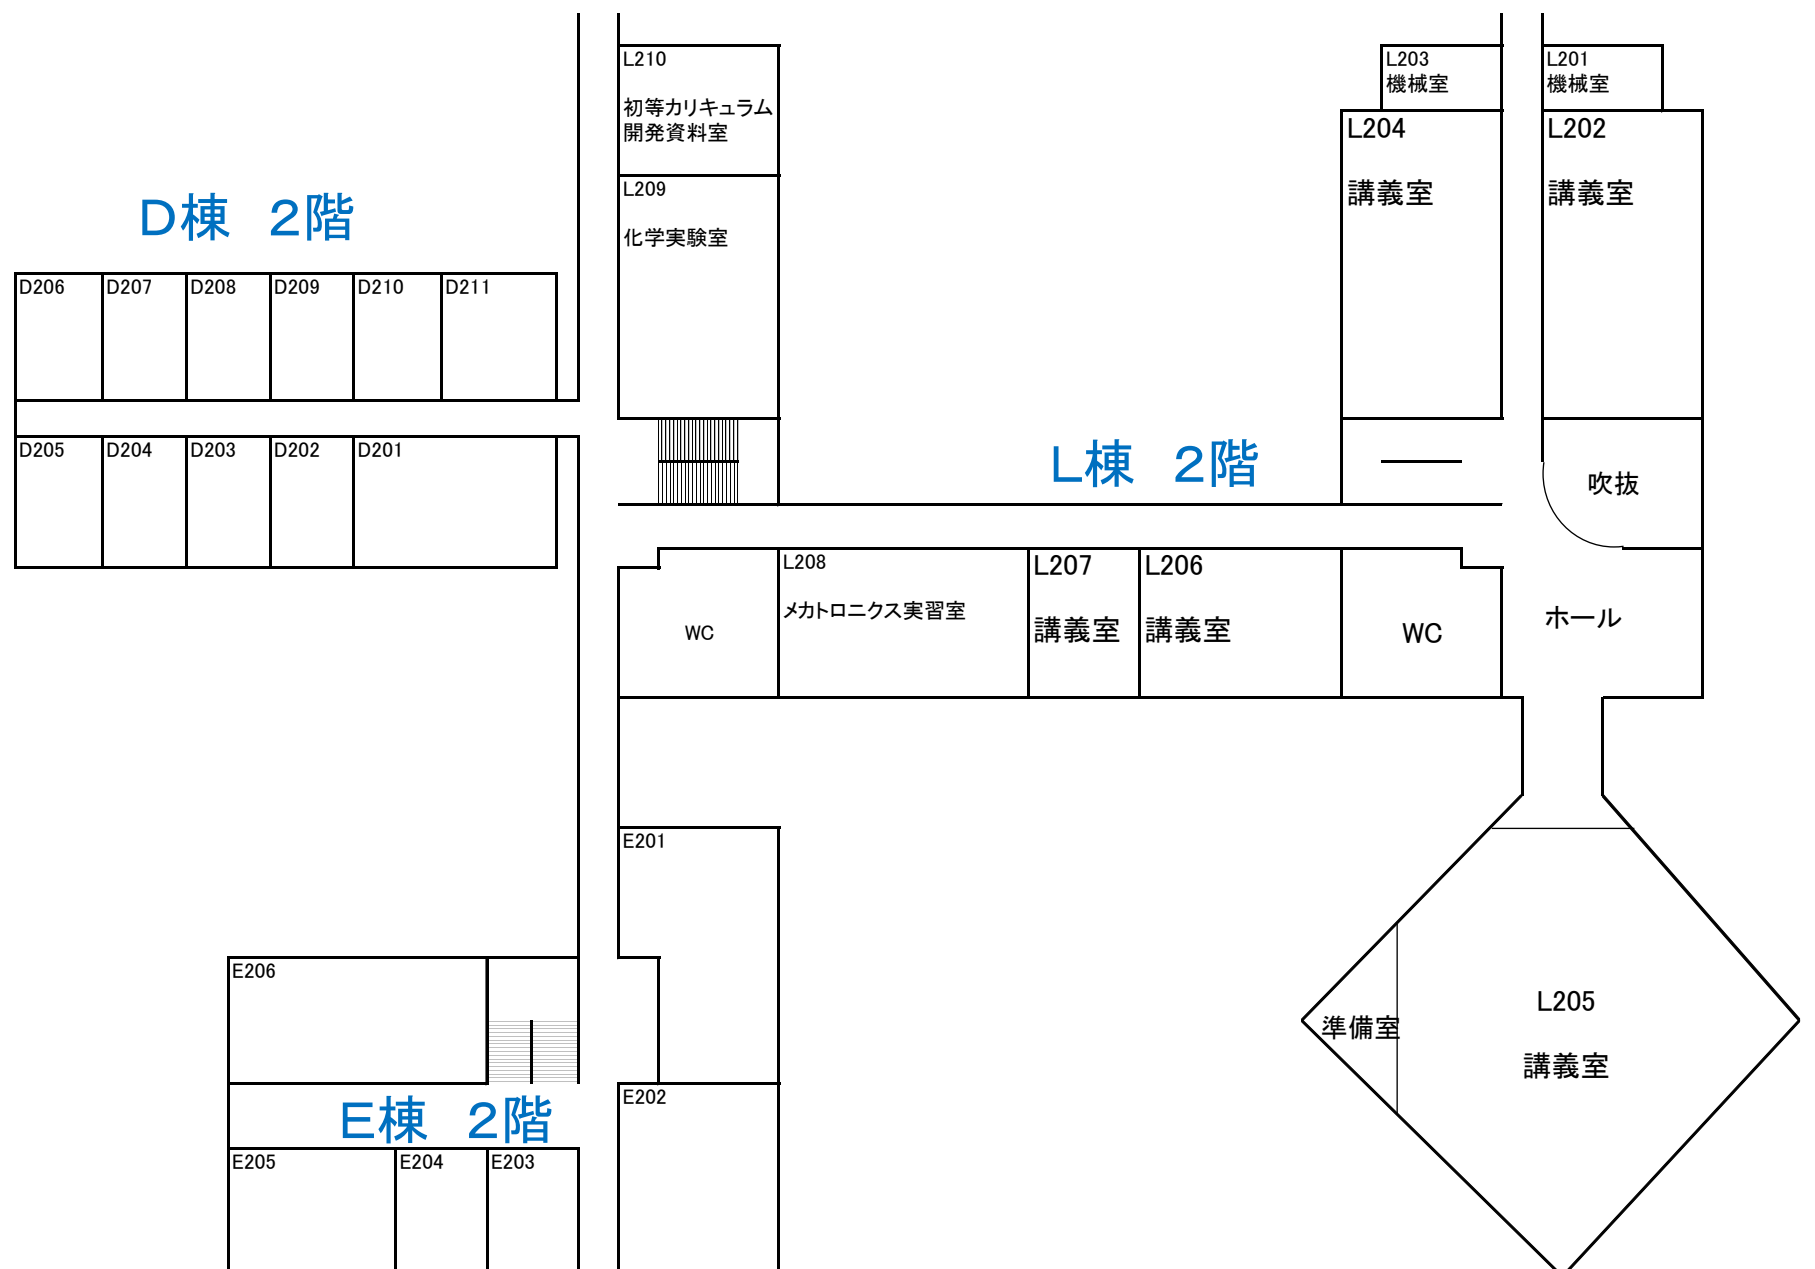 L210
初等カリキュラム
開発資料室
L203
機械室
L201
機械室
L204
講義室
L202
講義室
L209
化学実験室
D棟 2階
D206
D207
D208
D209
D210
D211
D205
D204
D203
D202
D201
L棟 2階
吹抜
L208
メカトロニクス実習室
L207
講義室
L206
講義室
WC
WC
ホール
E201
E206
L205
講義室
準備室
E202
E棟 2階
E205
E204
E203